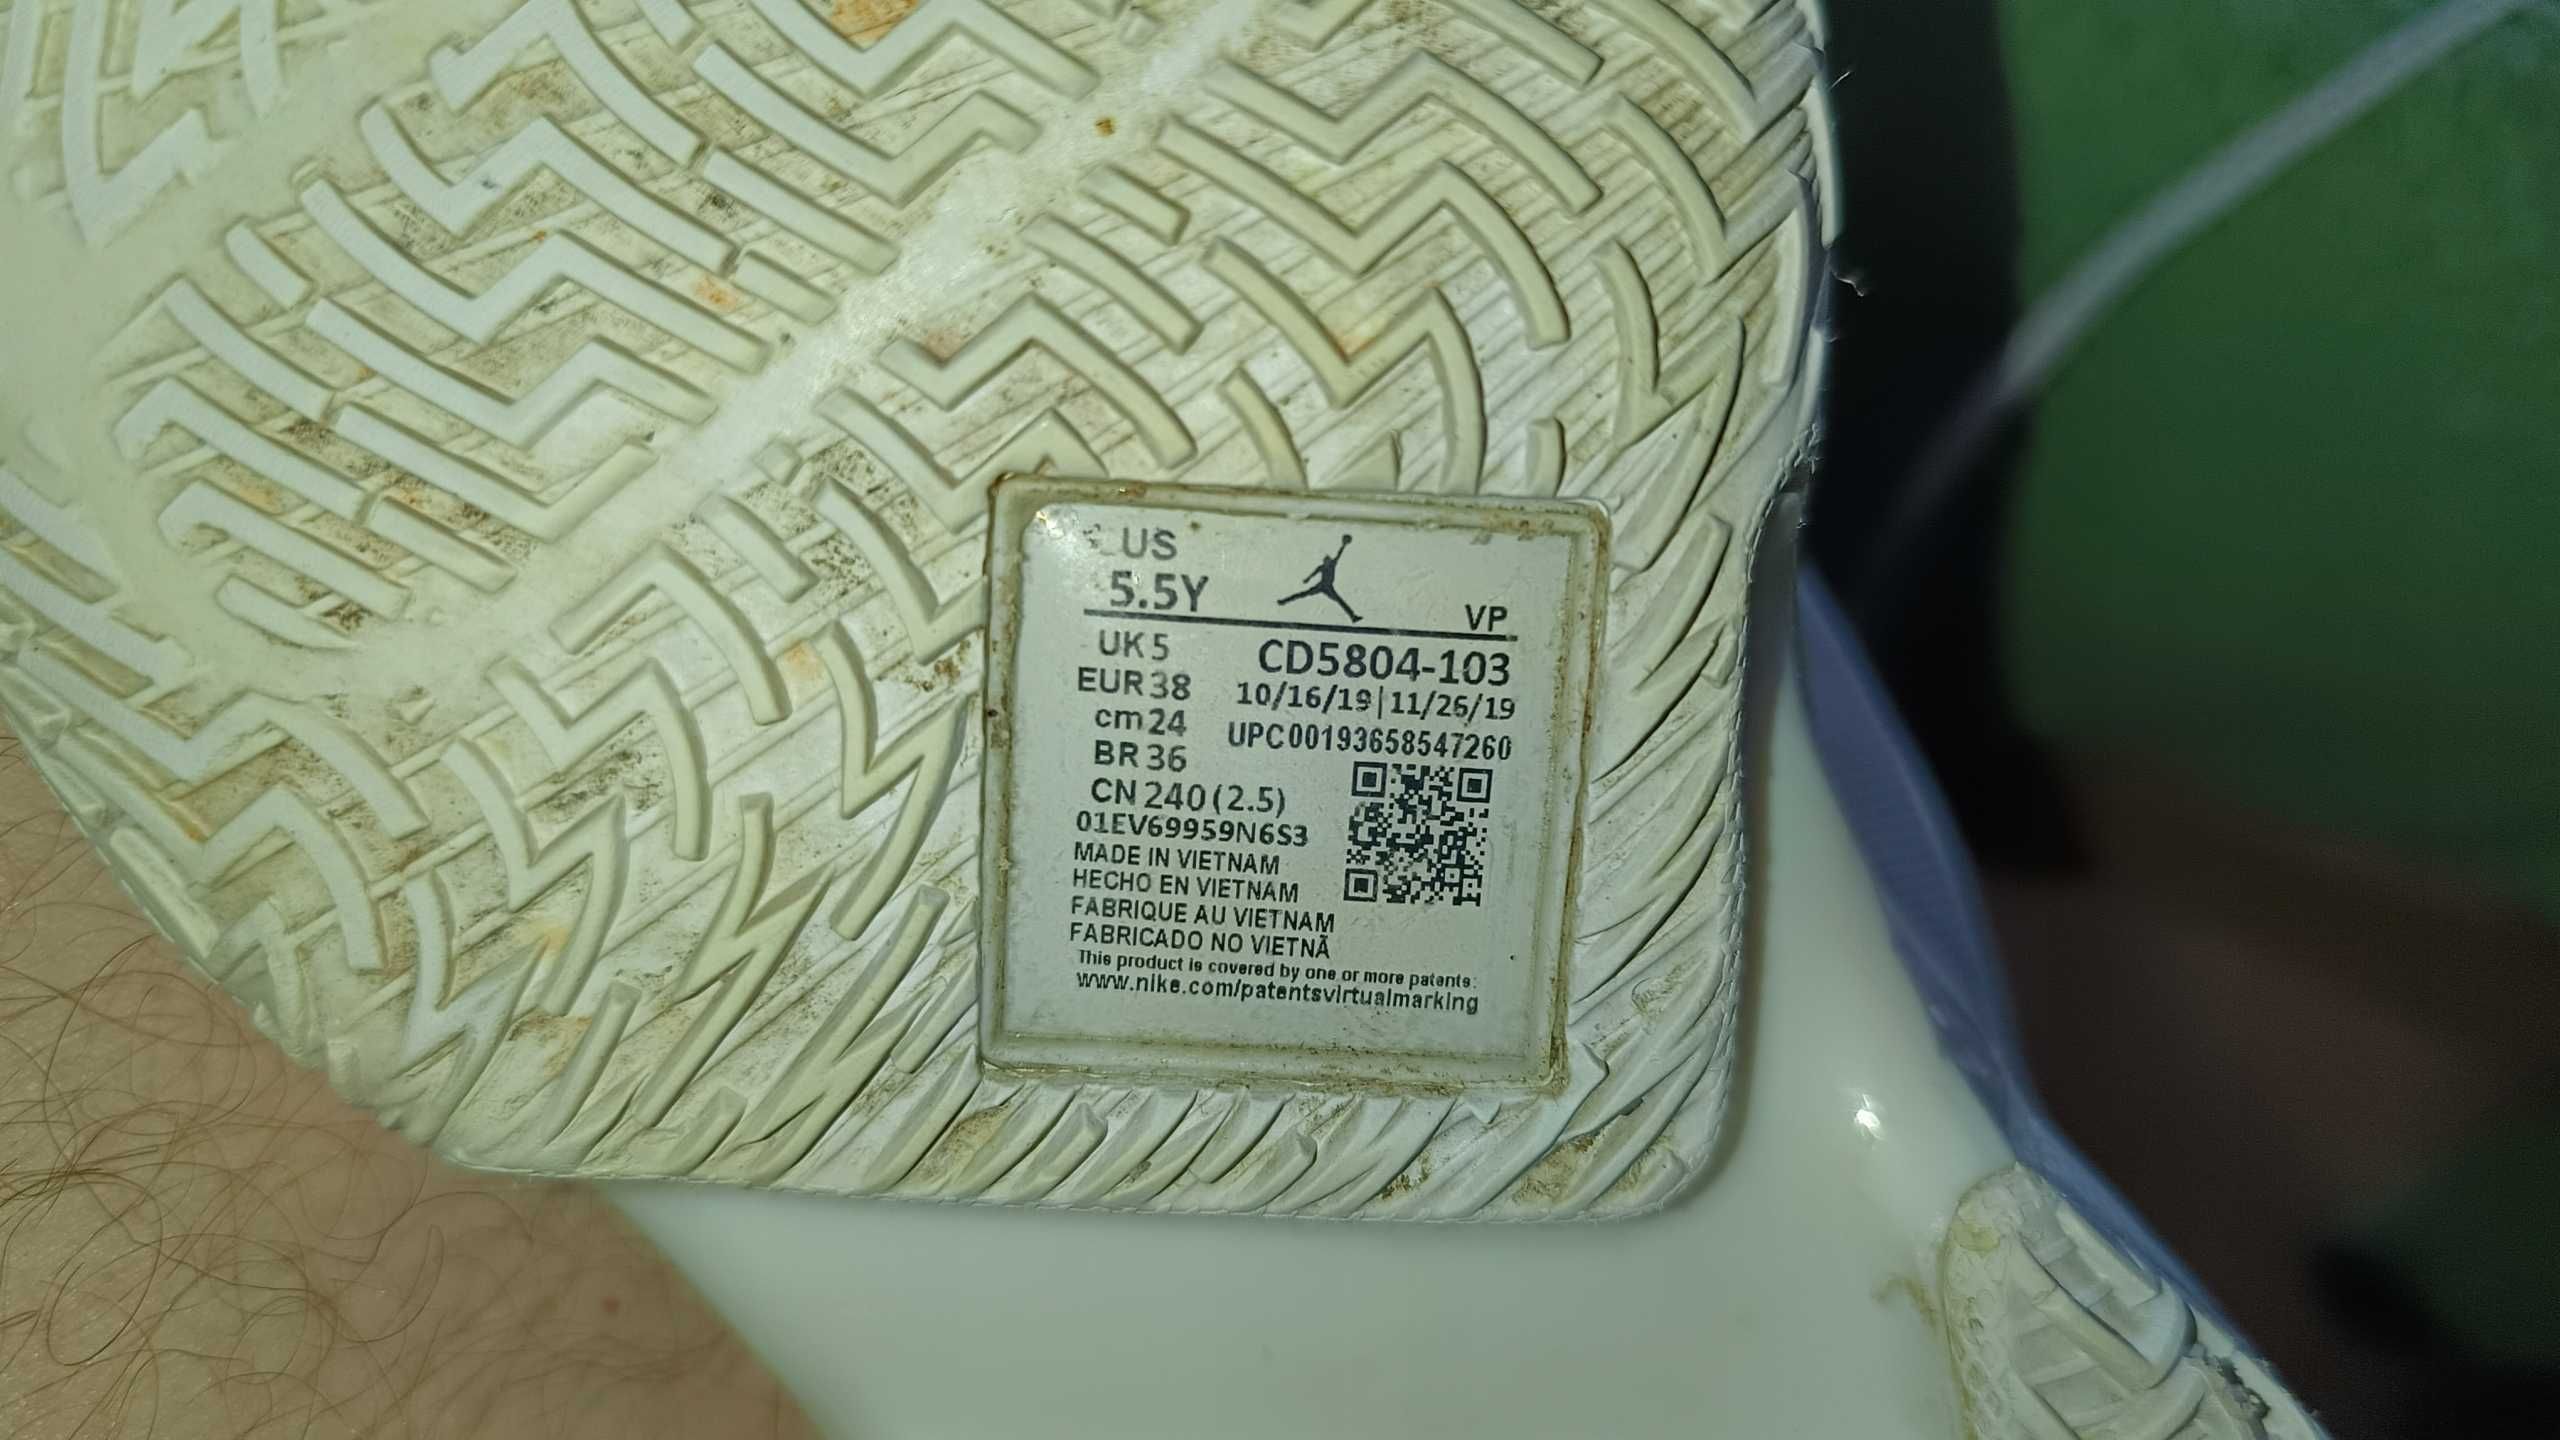 US
5.5Y
VP
UK 5
CD5804-103
EUR 38
10/16/19|11/26/19
cm 24
UPC00193658547260
BR 36
CN 240 (2.5)
01EV69959N6S3
MADE IN VIETNAM
HECHO EN VIETNAM
FABRIQUE AU VIETNAM
FABRICADO NO VIETNÃ
This product is covered by one or more patents:
www.nike.com/patentsvirtualmarking